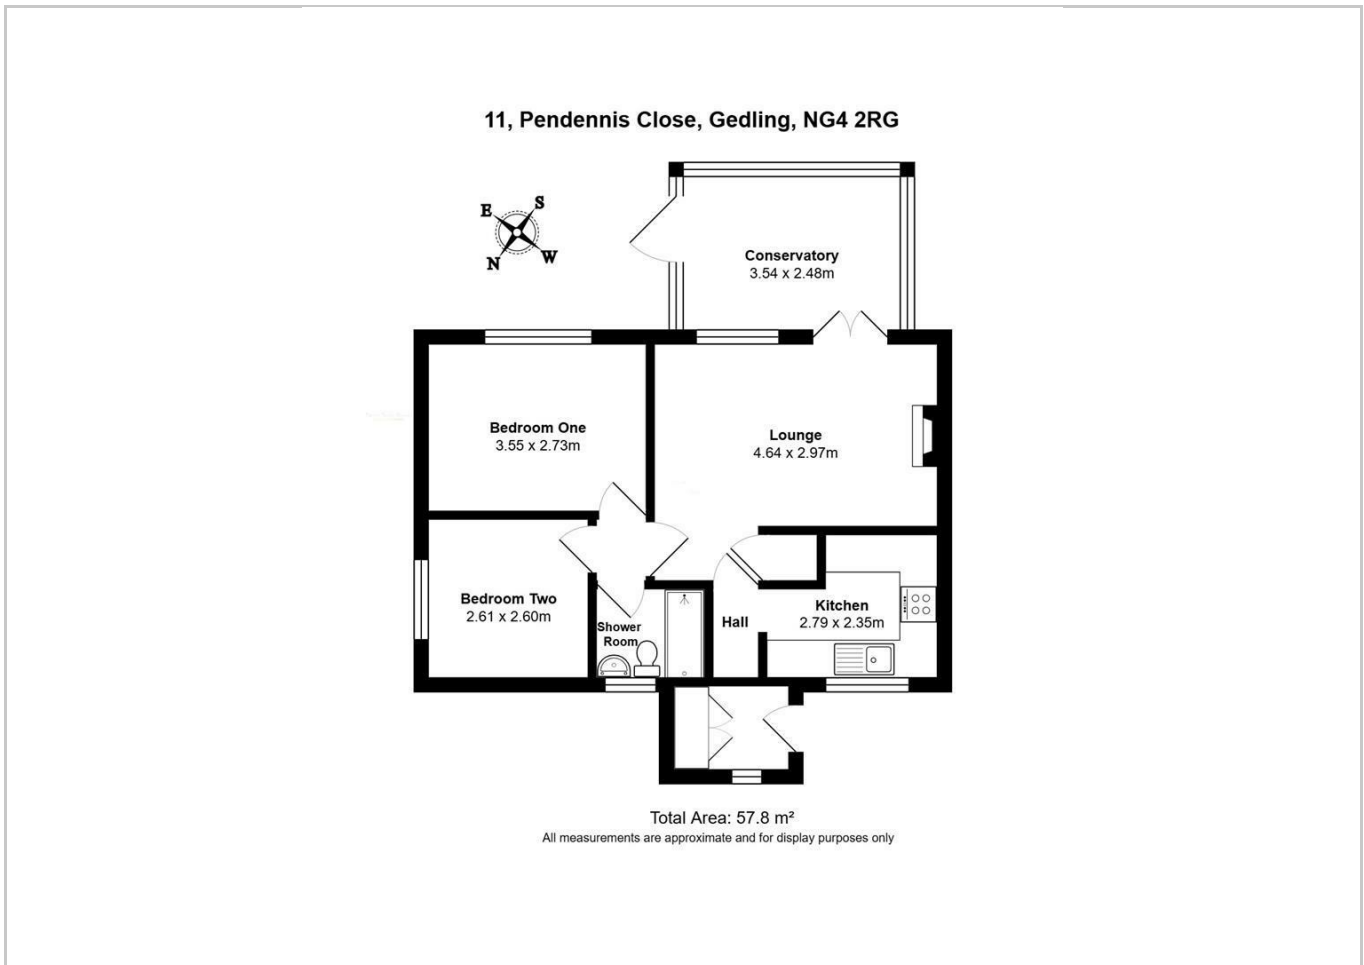 11, Pendennis Close, Gedling, NG4 2RG
S
E
W
N
Conservatory
3.54 x 2.48m
Bedroom One
3.55 x 2.73m
Lounge
4.64 x 2.97m
Bedroom Two
2.61 x 2.60m
Shower
Room
Hall
Kitchen
2.79 x 2.35m
Total Area: 57.8 m²
All measurements are approximate and for display purposes only